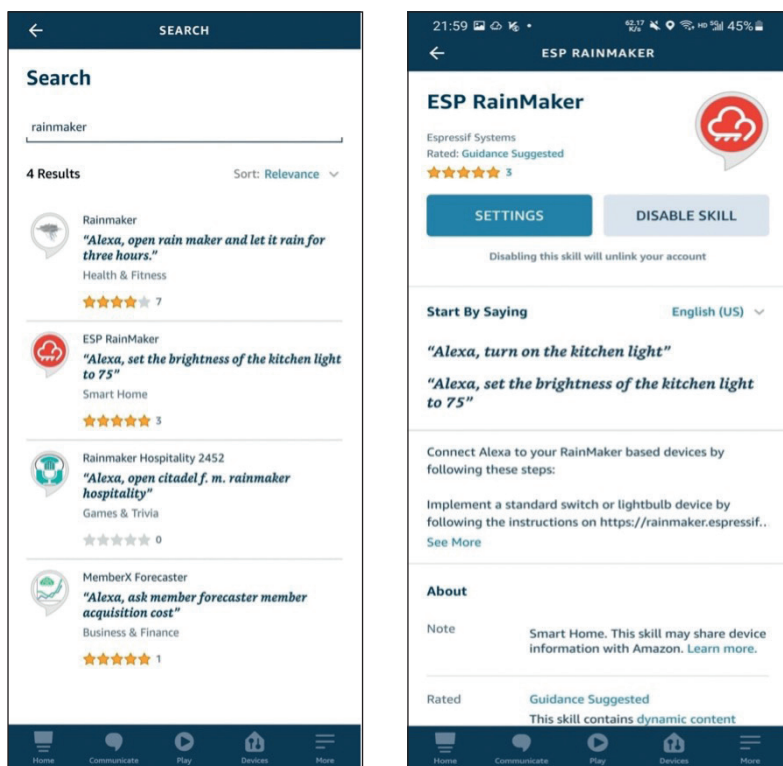 SEARCH
Search
rainmaker
4 Results
Sort: Relevance
Rainmaker
“Alexa, open rain maker and let it rain for
three hours.”
Health & Fitness
7
ESP RainMaker
“Alexa, set the brightness of the kitchen light
to 75”
Smart Home
3
Rainmaker Hospitality 2452
“Alexa, open citadel f. m. rainmaker
hospitality”
Games & Trivia
0
MemberX Forecaster
“Alexa, ask member forecaster member
acquisition cost”
Business & Finance
1
Home Communicate Play Devices More
21:59 62.17 K/s HD 5G 45%
ESP RAINMAKER
ESP RainMaker
Espressif Systems
Rated: Guidance Suggested
3
SETTINGS
DISABLE SKILL
Disabling this skill will unlink your account
Start By Saying
English (US)
“Alexa, turn on the kitchen light”
“Alexa, set the brightness of the kitchen light
to 75”
Connect Alexa to your RainMaker based devices by
following these steps:
Implement a standard switch or lightbulb device by
following the instructions on https://rainmaker.espressif..
See More
About
Note
Smart Home. This skill may share device
information with Amazon. Learn more.
Rated
Guidance Suggested
This skill contains dynamic content
Home Communicate Play Devices More